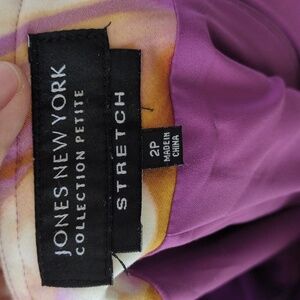 JONES NEW YORK
COLLECTION PETITE
STRETCH
2P
MADE IN
CHINA